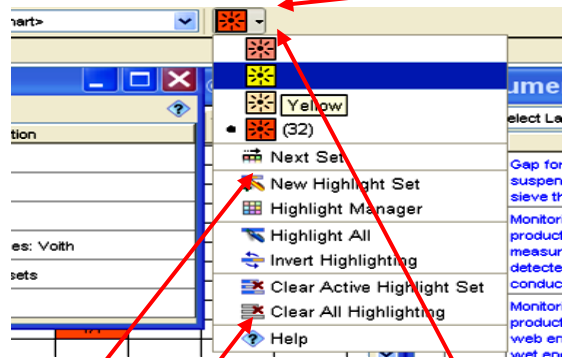 nart>
ume
Yellow
elect La
(32)
tion
Next Set
Gap for
New Highlight Set
suspen
sieve th
Highlight Manager
Monitori
Highlight All
product
es: Voith
measur
Invert Highlighting
detecte
sets
Clear Active Highlight Set
conduc
Clear All Highlighting
Monitori
product
Help
web en
wet en